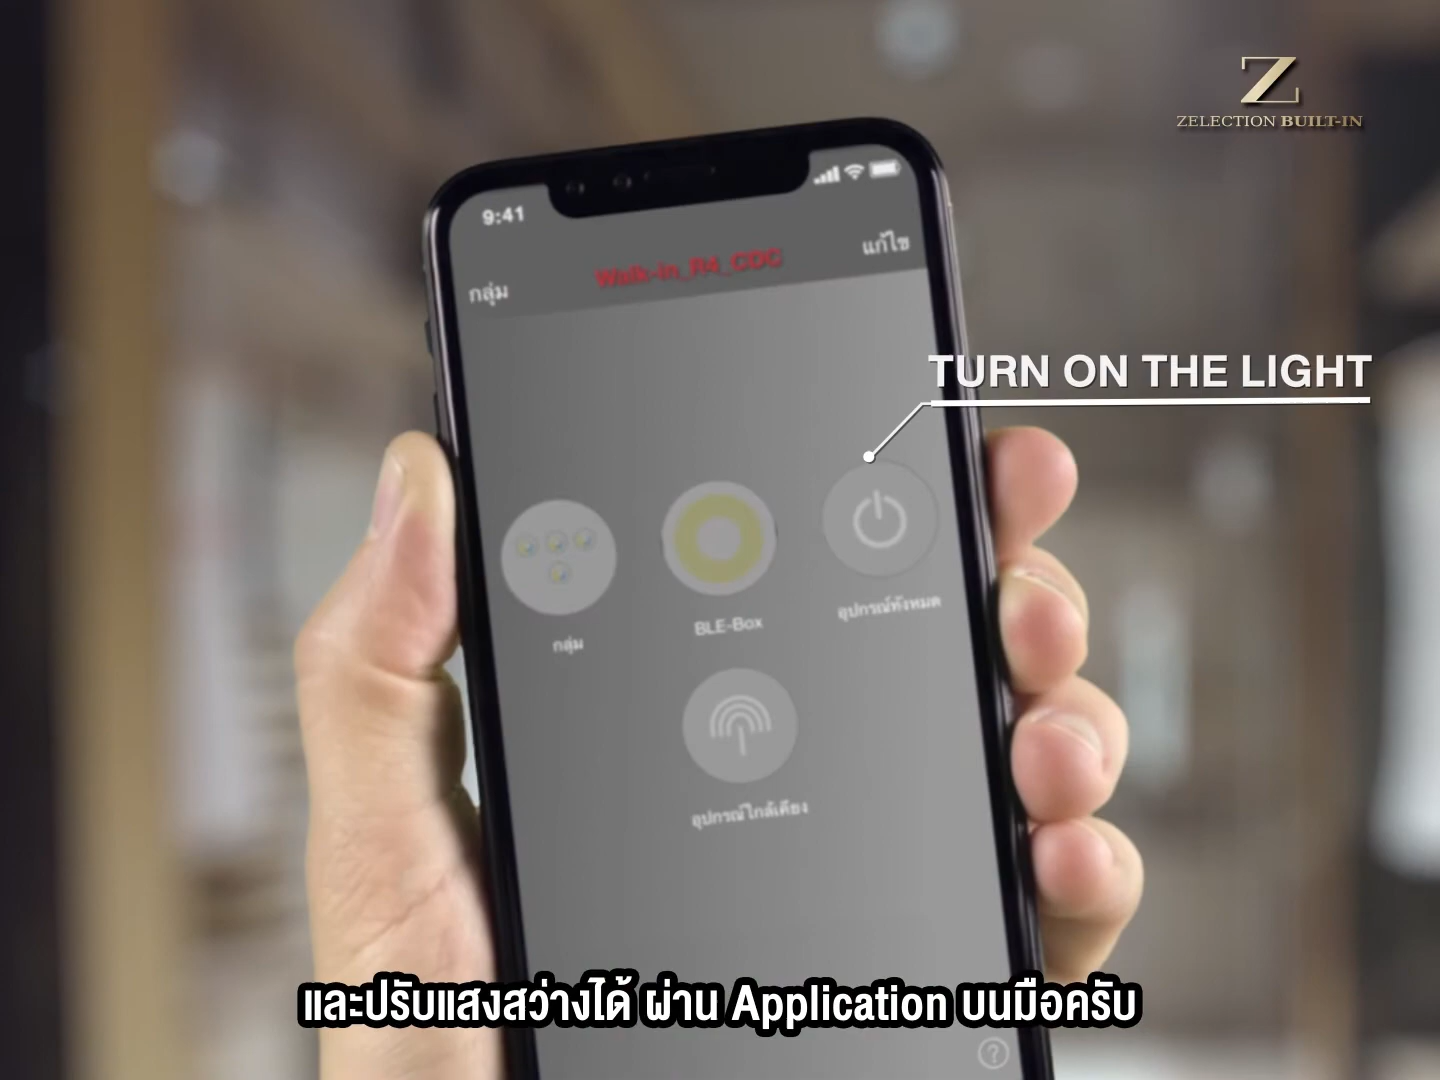 Z
ZELECTION BUILT-IN
9:41
กลุ่ม
Walk-in_R4_CDC
แก้ไข
TURN ON THE LIGHT
กลุ่ม
BLE-Box
อุปกรณ์ทั้งหมด
อุปกรณ์ใกล้เคียง
และปรับแสงสว่างได้ ผ่าน Application บนมือครับ
?